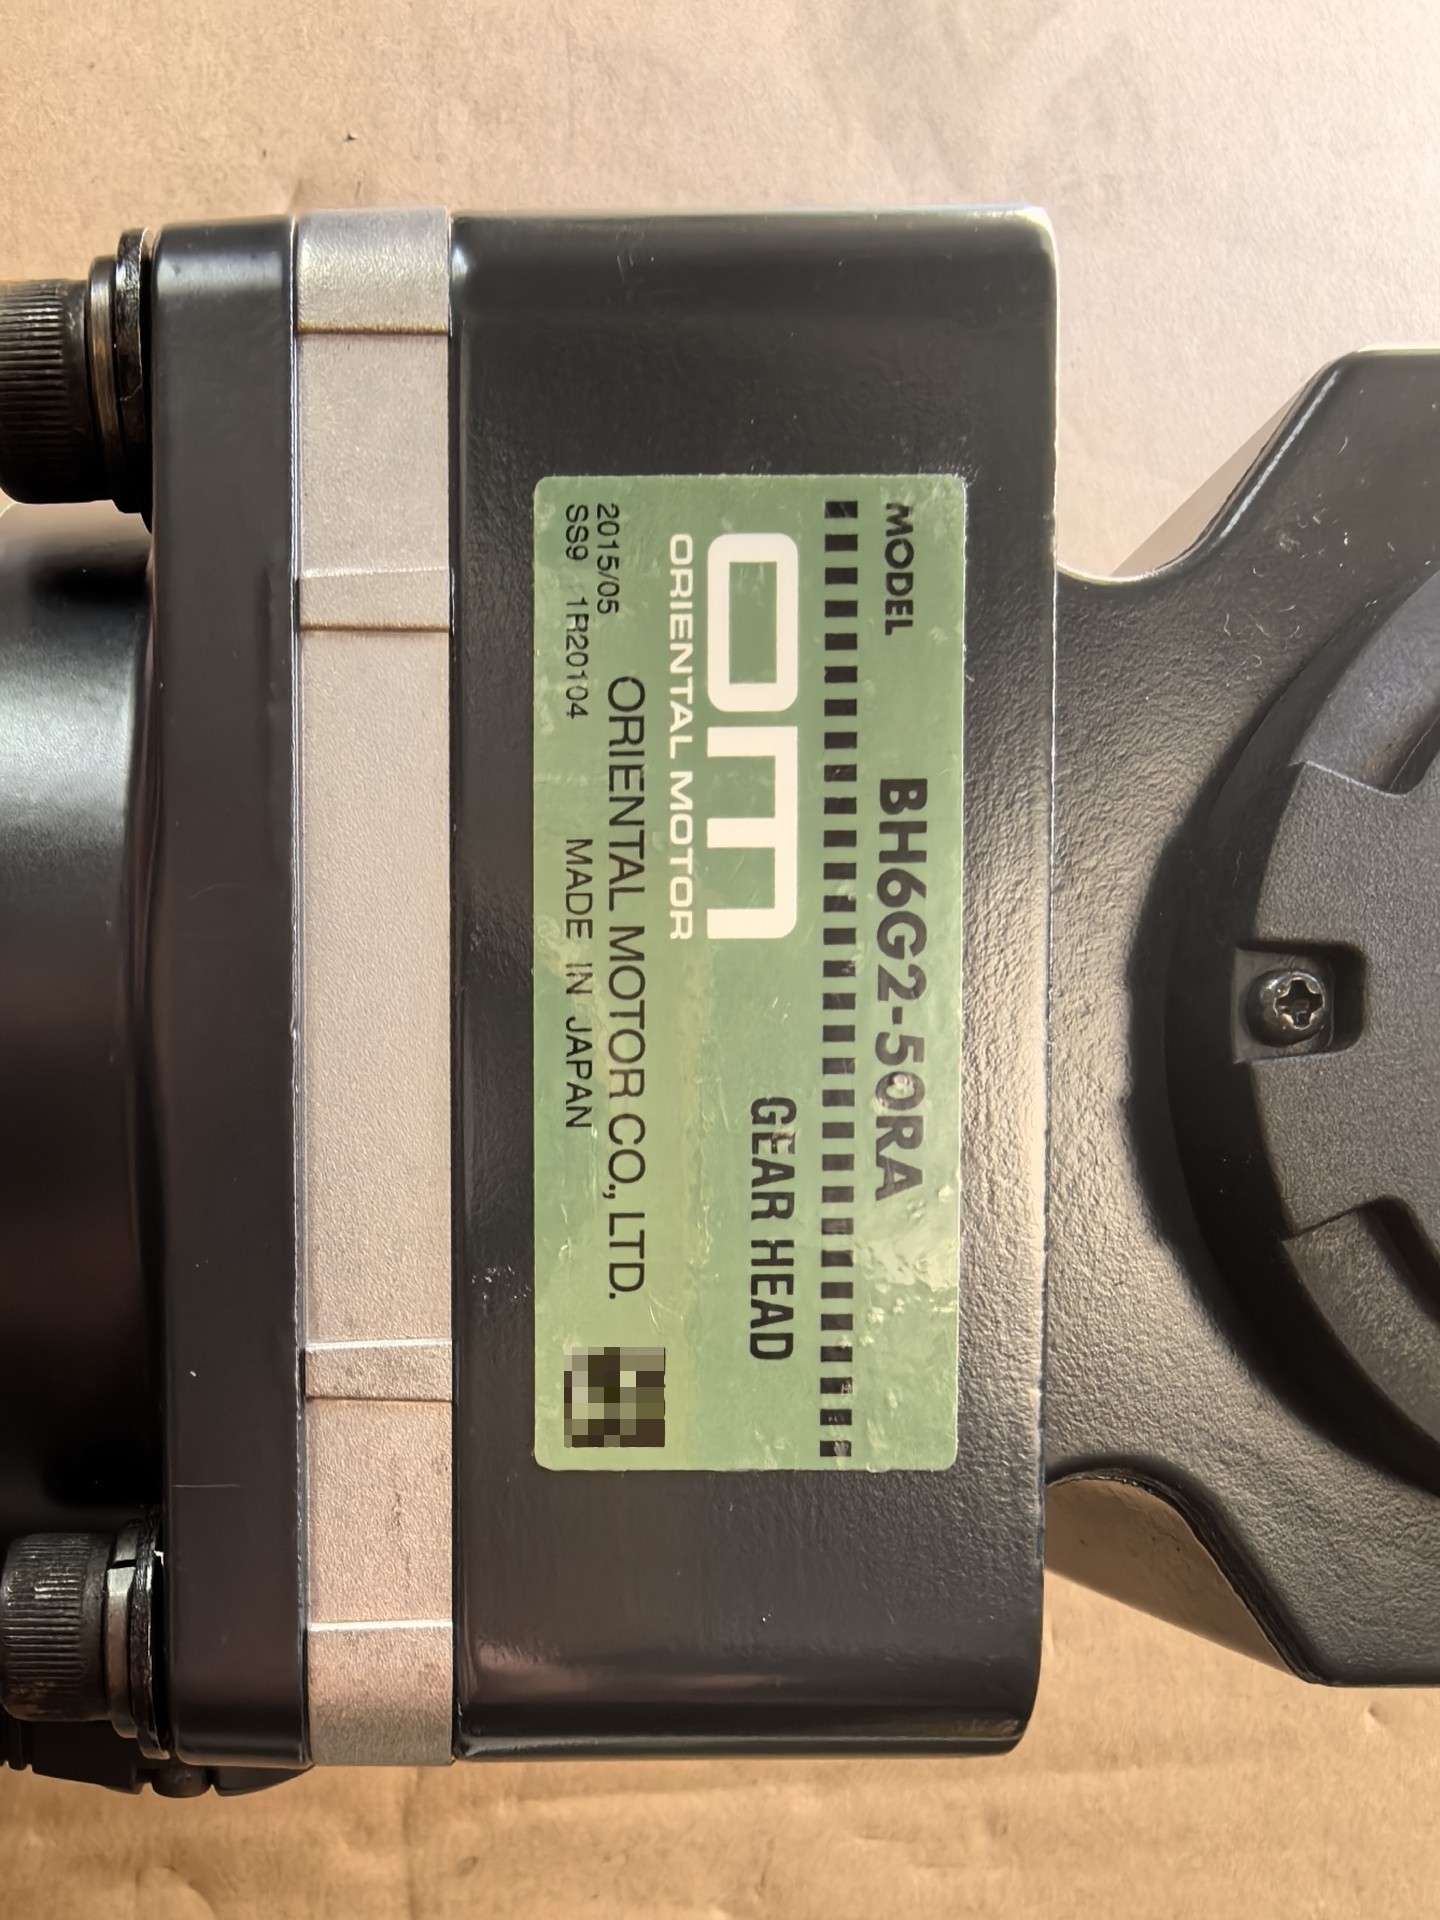 MODEL BH6G2-50RA
GEAR HEAD
om
ORIENTAL MOTOR
ORIENTAL MOTOR CO., LTD.
2015/05
SS9 1R20104 MADE IN JAPAN